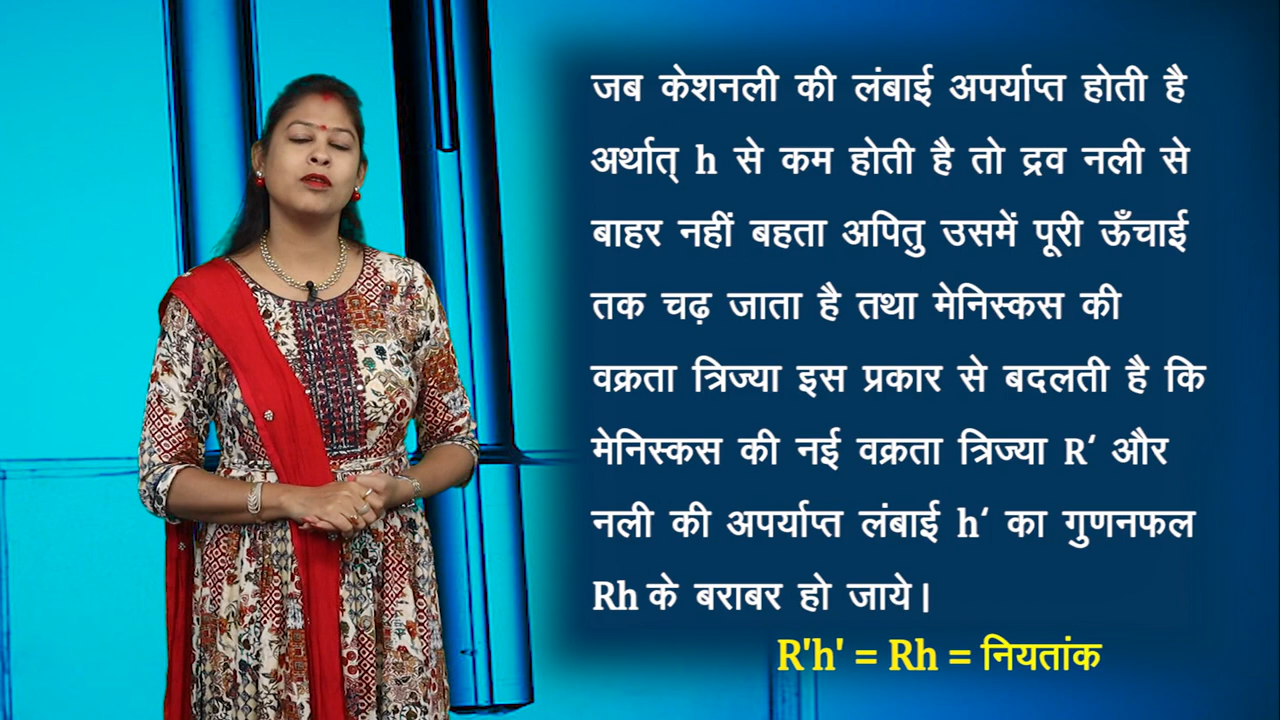 जब केशनली की लंबाई अपर्याप्त होती है
अर्थात् h से कम होती है तो द्रव नली से
बाहर नहीं बहता अपितु उसमें पूरी ऊँचाई
तक चढ़ जाता है तथा मेनिस्कस की
वक्रता त्रिज्या इस प्रकार से बदलती है कि
मेनिस्कस की नई वक्रता त्रिज्या R‘ और
नली की अपर्याप्त लंबाई h‘ का गुणनफल
Rh के बराबर हो जाये।
R'h' = Rh = नियतांक